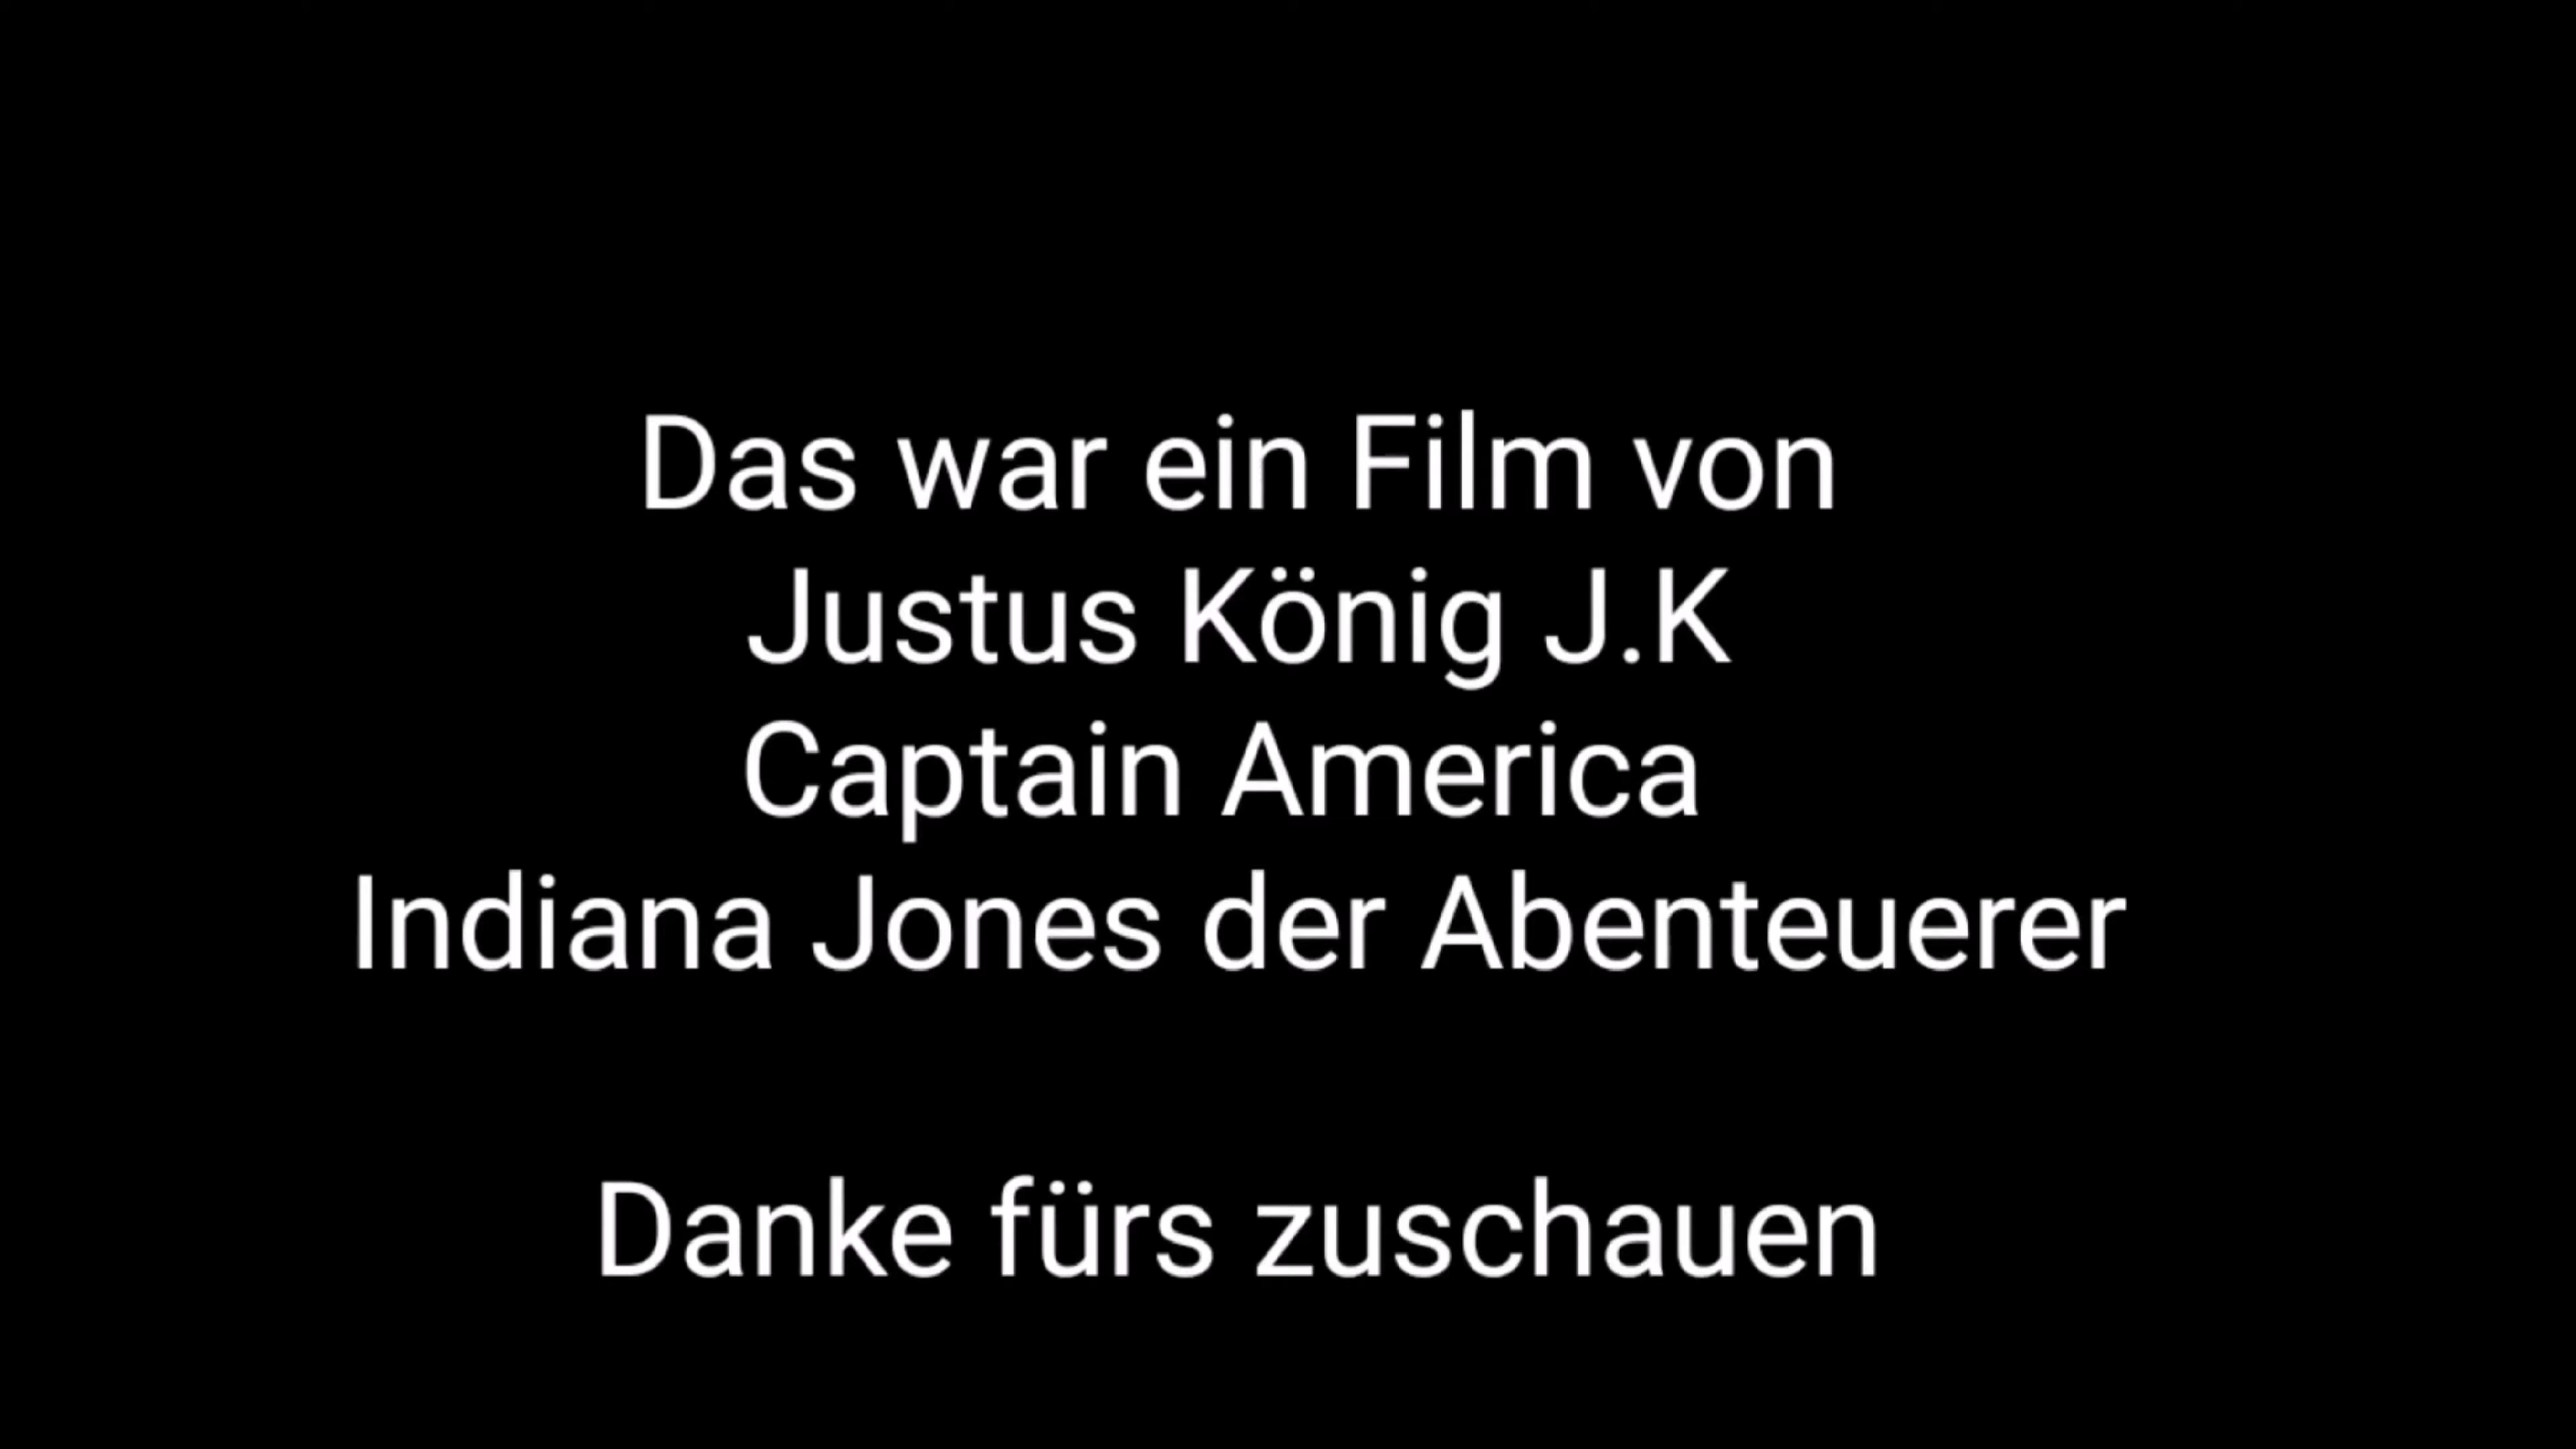 Das war ein Film von
Justus König J.K
Captain America
Indiana Jones der Abenteuerer
Danke fürs zuschauen